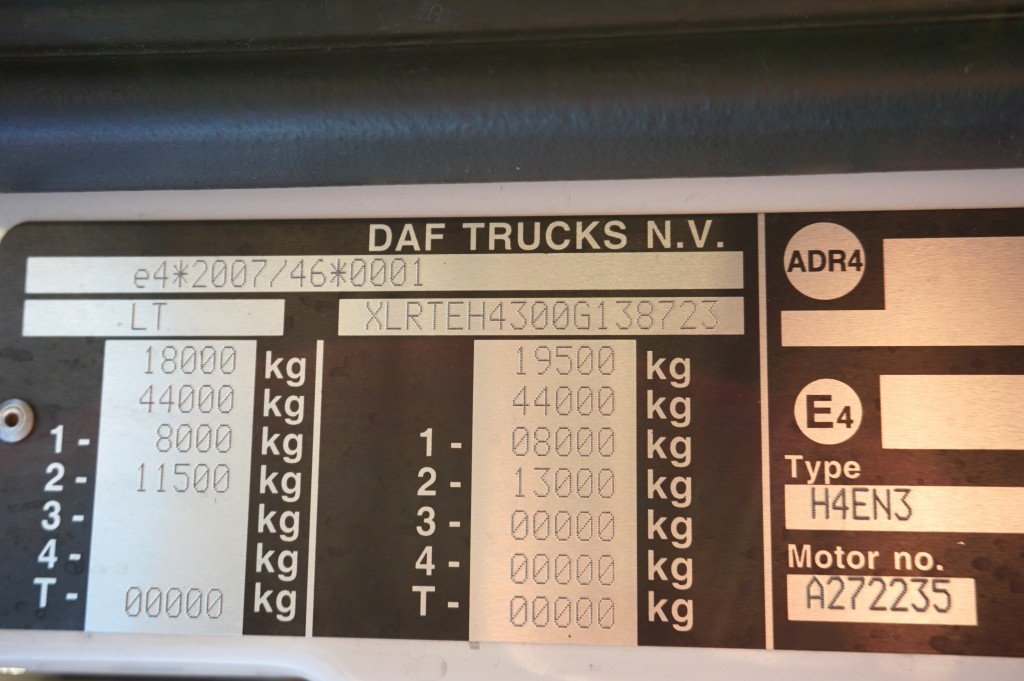 DAF TRUCKS N.V.
e4*2007/46*0001
LT XLRTEH4300G138723
18000 kg 19500 kg
44000 kg 44000 kg
1- 8000 kg 1- 08000 kg
2- 11500 kg 2- 13000 kg
3- kg 3- 00000 kg
4- kg 4- 00000 kg
T- 00000 kg T- 00000 kg
ADR4
E4
Type
H4EN3
Motor no.
A272235